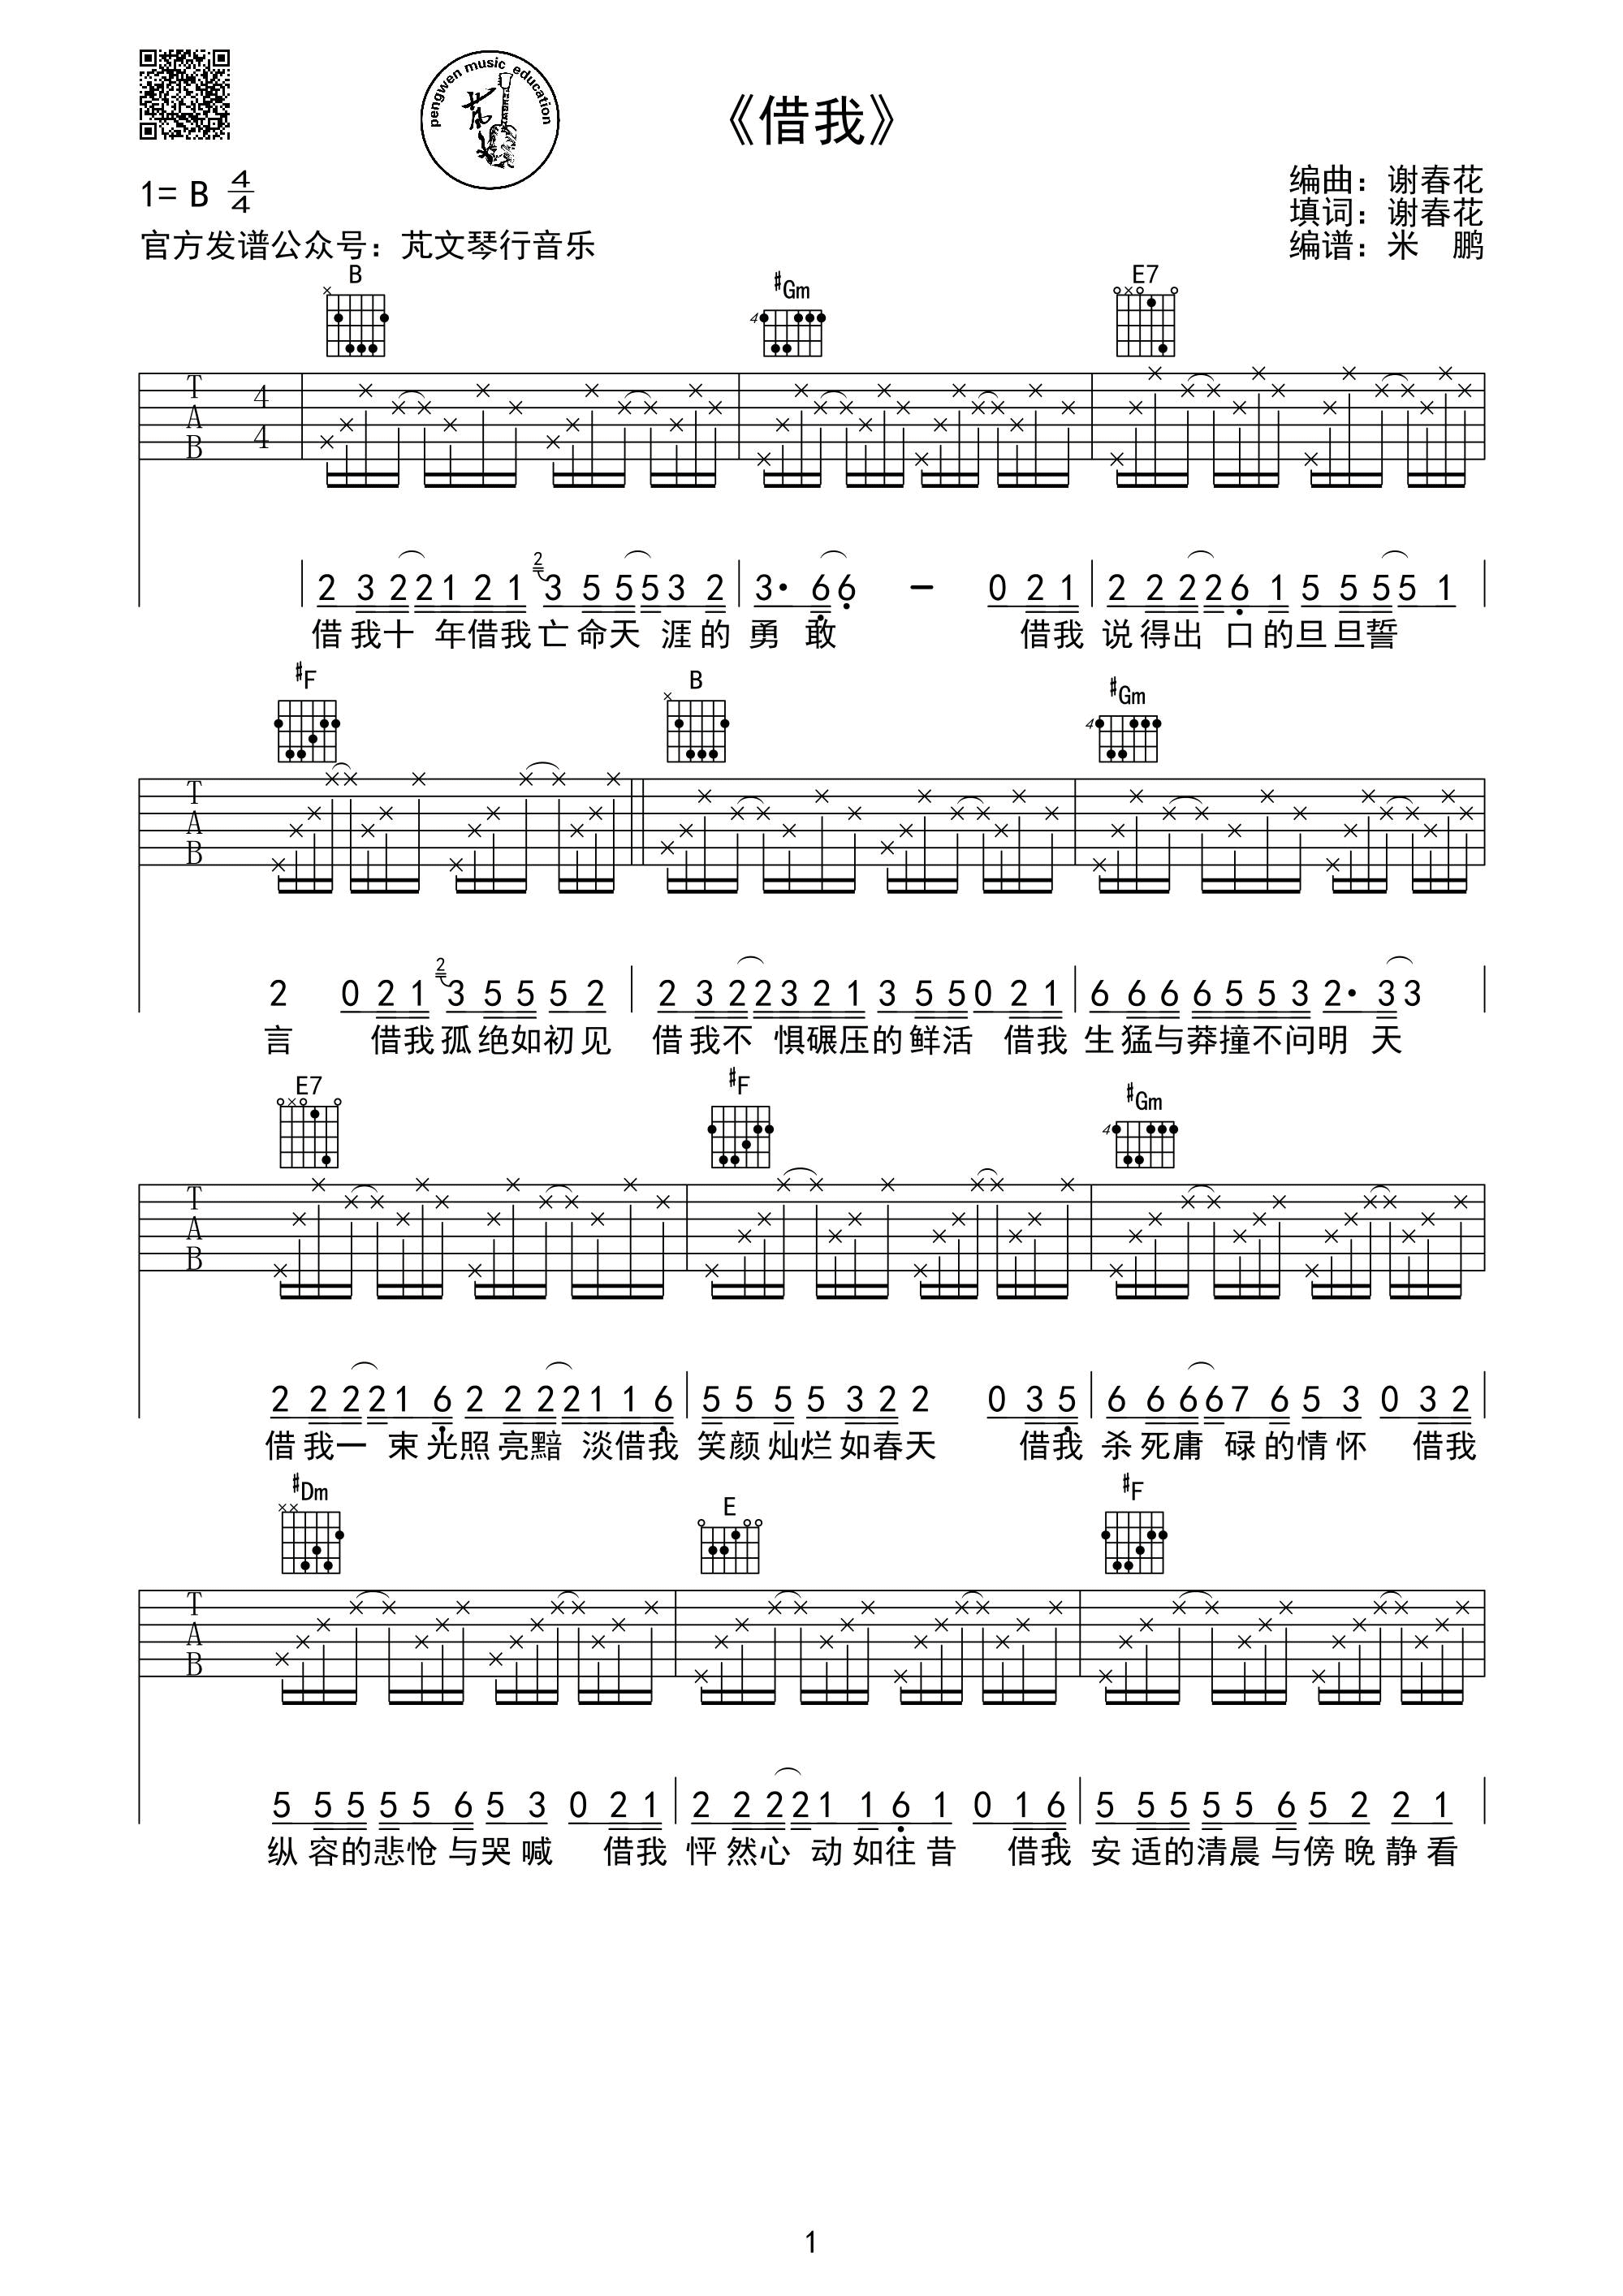 pengwen music education
《借我》
1= B 4/4
编曲：谢春花
填词：谢春花
官方发谱公众号：芃文琴行音乐
编谱：米 鹏
B #Gm E7
4
T A B 4 4
2 3 2 2 1 2 1 2 3 5 5 5 3 2 3· 6 6 - 0 2 1 2 2 2 2 6 1 5 5 5 5 1
借我十 年借我亡命天 涯的勇 敢 借我说得出 口的旦旦誓
#F B #Gm
4
T A B
2 0 2 1 2 3 5 5 5 2 2 3 2 2 3 2 1 3 5 5 0 2 1 6 6 6 6 5 5 3 2· 3 3
言 借我孤绝如初见 借我不 惧碾压的鲜活 借我生猛与莽撞不问明 天
E7 #F #Gm
4
T A B
2 2 2 2 1 6 2 2 2 2 1 1 6 5 5 5 5 3 2 2 0 3 5 6 6 6 6 7 6 5 3 0 3 2
借我一 束光照亮黯 淡借我笑颜灿烂如春天 借我杀死庸 碌的情怀 借我
#Dm E #F
T A B
5 5 5 5 5 6 5 3 0 2 1 2 2 2 2 1 1 6 1 0 1 6 5 5 5 5 5 6 5 2 2 1
纵容的悲怆与哭喊 借我怦然心 动如往昔 借我安适的清晨与傍晚静看
1